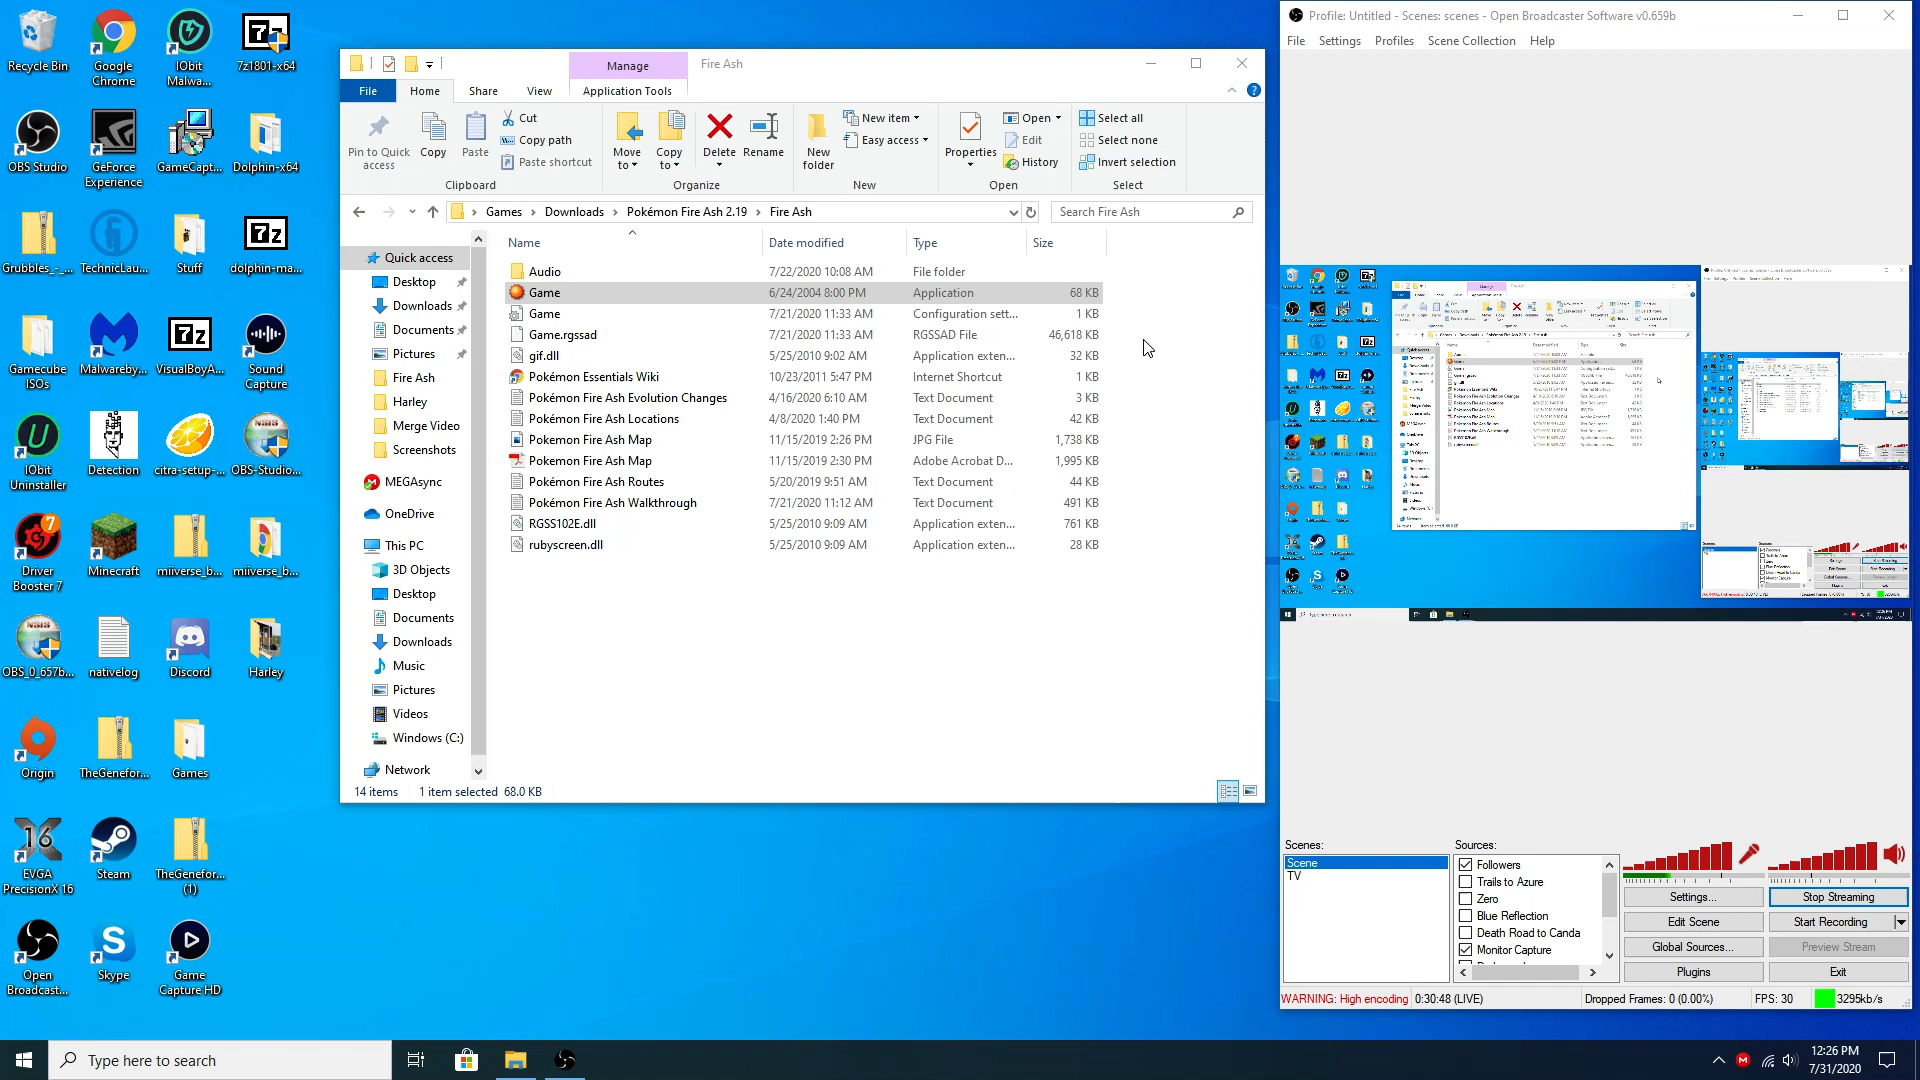 Recycle Bin
Google
Chrome
IObit
Malwa...
7z1801-x64
OBS Studio
GeForce
Experience
GameCapt...
Dolphin-x64
Grubbles_-_...
TechnicLau...
Stuff
dolphin-ma...
Gamecube
ISOs
Malwareby...
VisualBoyA...
Sound
Capture
IObit
Uninstaller
Detection
citra-setup-...
OBS-Studio...
Driver
Booster 7
Minecraft
miiverse_b...
miiverse_b...
OBS_0_657b...
nativelog
Discord
Harley
Origin
TheGenefor...
Games
EVGA
PrecisionX 16
Steam
TheGenefor...
(1)
Open
Broadcast...
Skype
Game
Capture HD
Manage
Fire Ash
File
Home
Share
View
Application Tools
Pin to Quick
access
Copy
Paste
Cut
Copy path
Paste shortcut
Clipboard
Move
to
Copy
to
Delete
Rename
Organize
New
folder
New item
Easy access
New
Properties
Open
Edit
History
Open
Select all
Select none
Invert selection
Select
Games › Downloads › Pokémon Fire Ash 2.19 › Fire Ash
Search Fire Ash
Name Date modified Type Size
Audio 7/22/2020 10:08 AM File folder
Game 6/24/2004 8:00 PM Application 68 KB
Game 7/21/2020 11:33 AM Configuration sett... 1 KB
Game.rgssad 7/21/2020 11:33 AM RGSSAD File 46,618 KB
gif.dll 5/25/2010 9:02 AM Application exten... 32 KB
Pokémon Essentials Wiki 10/23/2011 5:47 PM Internet Shortcut 1 KB
Pokémon Fire Ash Evolution Changes 4/16/2020 6:10 AM Text Document 3 KB
Pokémon Fire Ash Locations 4/8/2020 1:40 PM Text Document 42 KB
Pokemon Fire Ash Map 11/15/2019 2:26 PM JPG File 1,738 KB
Pokemon Fire Ash Map 11/15/2019 2:30 PM Adobe Acrobat D... 1,995 KB
Pokémon Fire Ash Routes 5/20/2019 9:51 AM Text Document 44 KB
Pokémon Fire Ash Walkthrough 7/21/2020 11:12 AM Text Document 491 KB
RGSS102E.dll 5/25/2010 9:09 AM Application exten... 761 KB
rubyscreen.dll 5/25/2010 9:09 AM Application exten... 28 KB
Quick access
Desktop
Downloads
Documents
Pictures
Fire Ash
Harley
Merge Video
Screenshots
MEGAsync
OneDrive
This PC
3D Objects
Desktop
Documents
Downloads
Music
Pictures
Videos
Windows (C:)
Network
14 items 1 item selected 68.0 KB
Profile: Untitled - Scenes: scenes - Open Broadcaster Software v0.659b
File Settings Profiles Scene Collection Help
Scenes:
Scene
TV
Sources:
Followers
Trails to Azure
Zero
Blue Reflection
Death Road to Canda
Monitor Capture
Settings...
Stop Streaming
Edit Scene
Start Recording
Global Sources...
Preview Stream
Plugins
Exit
WARNING: High encoding 0:30:48 (LIVE) Dropped Frames: 0 (0.00%) FPS: 30 3295kb/s
Type here to search
12:26 PM
7/31/2020